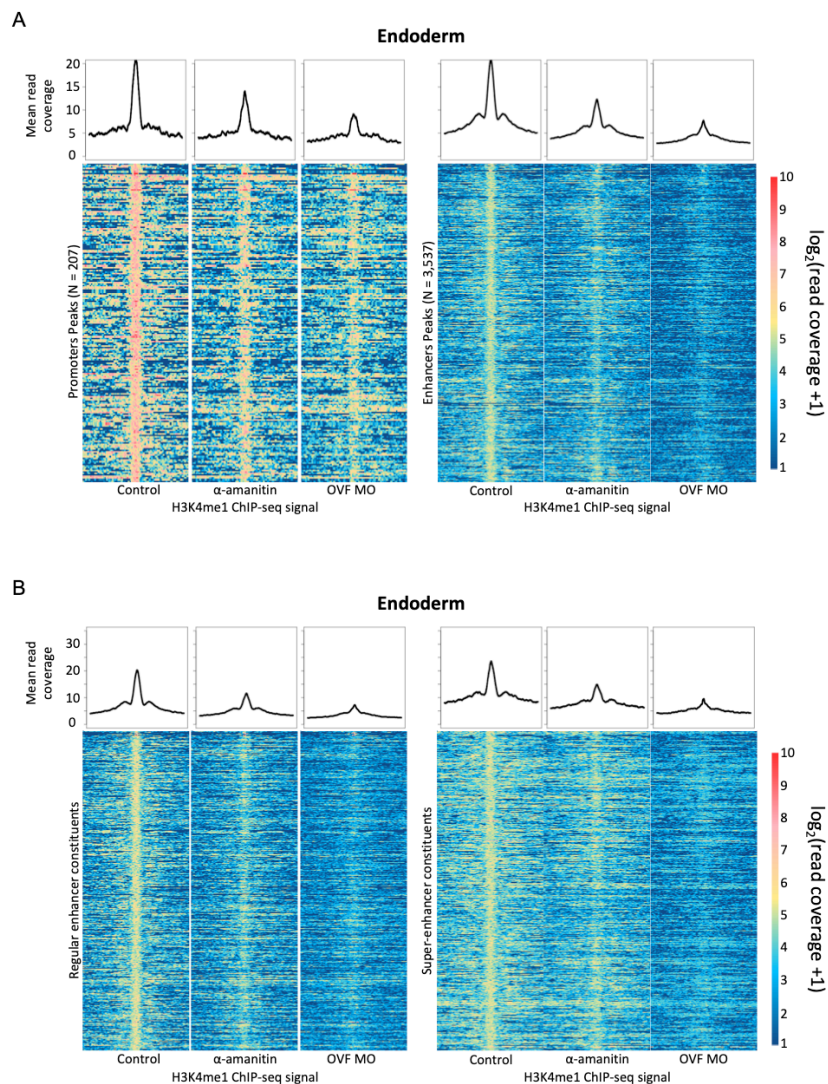 A
Endoderm
Mean read
coverage
20
15
10
5
0
Promoters Peaks (N = 207)
Enhancers Peaks (N = 3,537)
10
9
8
7
6
5
4
3
2
1
log2(read coverage +1)
Control α-amanitin OVF MO
H3K4me1 ChIP-seq signal
Control α-amanitin OVF MO
H3K4me1 ChIP-seq signal
B
Endoderm
Mean read
coverage
30
20
10
0
Regular enhancer constituents
Super-enhancer constituents
10
9
8
7
6
5
4
3
2
1
log2(read coverage +1)
Control α-amanitin OVF MO
H3K4me1 ChIP-seq signal
Control α-amanitin OVF MO
H3K4me1 ChIP-seq signal